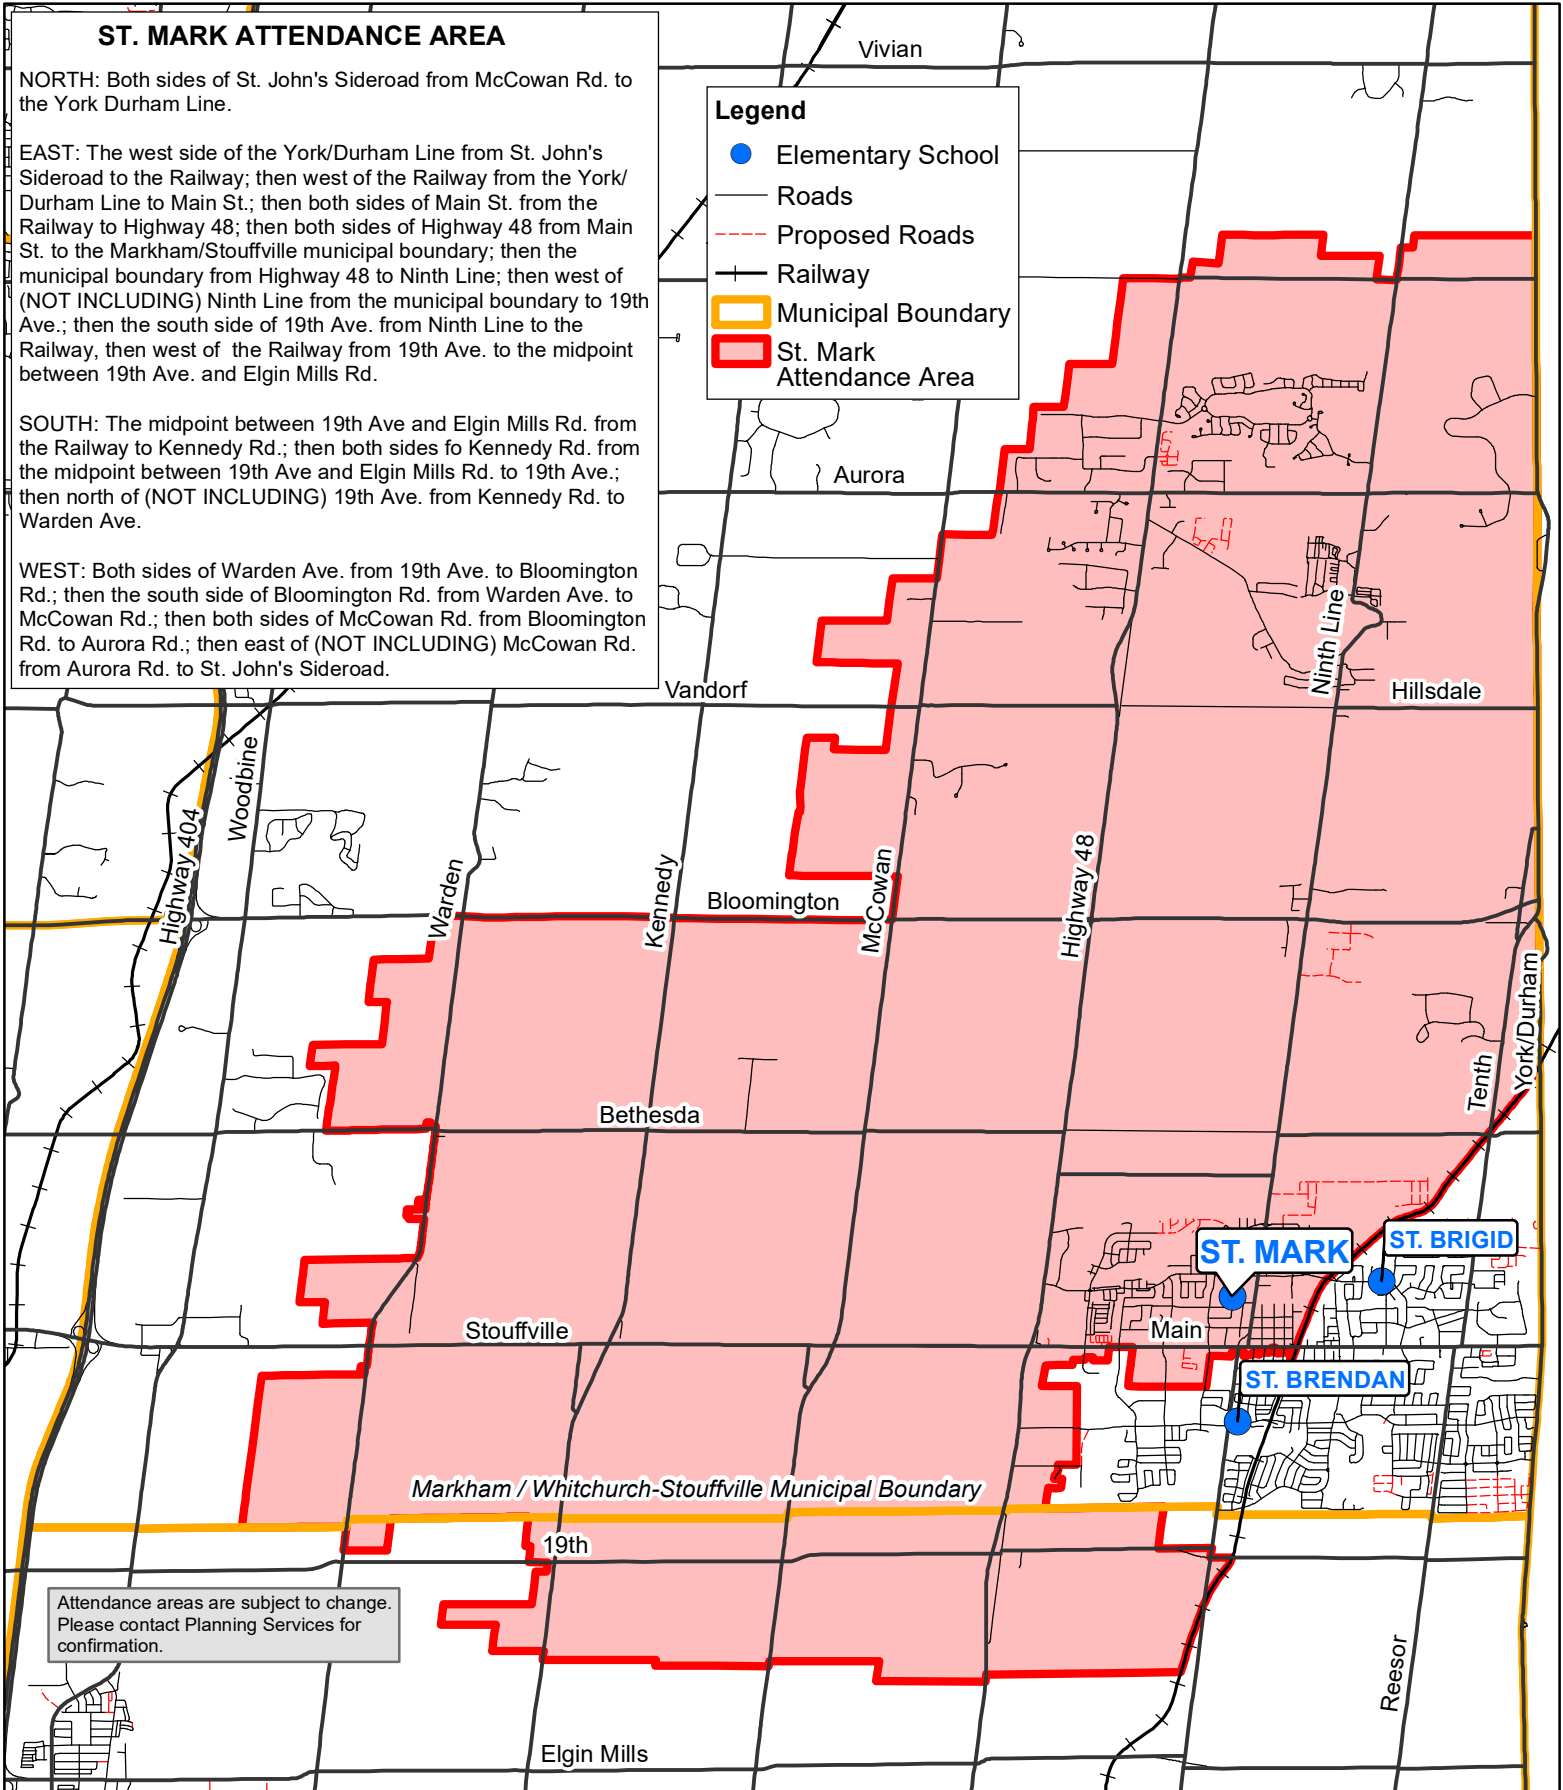 ST. MARK ATTENDANCE AREA
NORTH: Both sides of St. John's Sideroad from McCowan Rd. to
the York Durham Line.
EAST: The west side of the York/Durham Line from St. John's
Sideroad to the Railway; then west of the Railway from the York/
Durham Line to Main St.; then both sides of Main St. from the
Railway to Highway 48; then both sides of Highway 48 from Main
St. to the Markham/Stouffville municipal boundary; then the
municipal boundary from Highway 48 to Ninth Line; then west of
(NOT INCLUDING) Ninth Line from the municipal boundary to 19th
Ave.; then the south side of 19th Ave. from Ninth Line to the
Railway, then west of  the Railway from 19th Ave. to the midpoint
between 19th Ave. and Elgin Mills Rd.
SOUTH: The midpoint between 19th Ave and Elgin Mills Rd. from
the Railway to Kennedy Rd.; then both sides fo Kennedy Rd. from
the midpoint between 19th Ave and Elgin Mills Rd. to 19th Ave.;
then north of (NOT INCLUDING) 19th Ave. from Kennedy Rd. to
Warden Ave.
WEST: Both sides of Warden Ave. from 19th Ave. to Bloomington
Rd.; then the south side of Bloomington Rd. from Warden Ave. to
McCowan Rd.; then both sides of McCowan Rd. from Bloomington
Rd. to Aurora Rd.; then east of (NOT INCLUDING) McCowan Rd.
from Aurora Rd. to St. John's Sideroad.
Vivian
Legend
Elementary School
Roads
Proposed Roads
Railway
Municipal Boundary
St. Mark
Attendance Area
Aurora
Ninth Line
Vandorf
Hillsdale
Woodbine
Highway 404
Warden
Kennedy
Bloomington
McCowan
Highway 48
York/Durham
Tenth
Bethesda
ST. MARK
ST. BRIGID
Stouffville
Main
ST. BRENDAN
Markham / Whitchurch-Stouffville Municipal Boundary
19th
Attendance areas are subject to change.
Please contact Planning Services for
confirmation.
Reesor
Elgin Mills